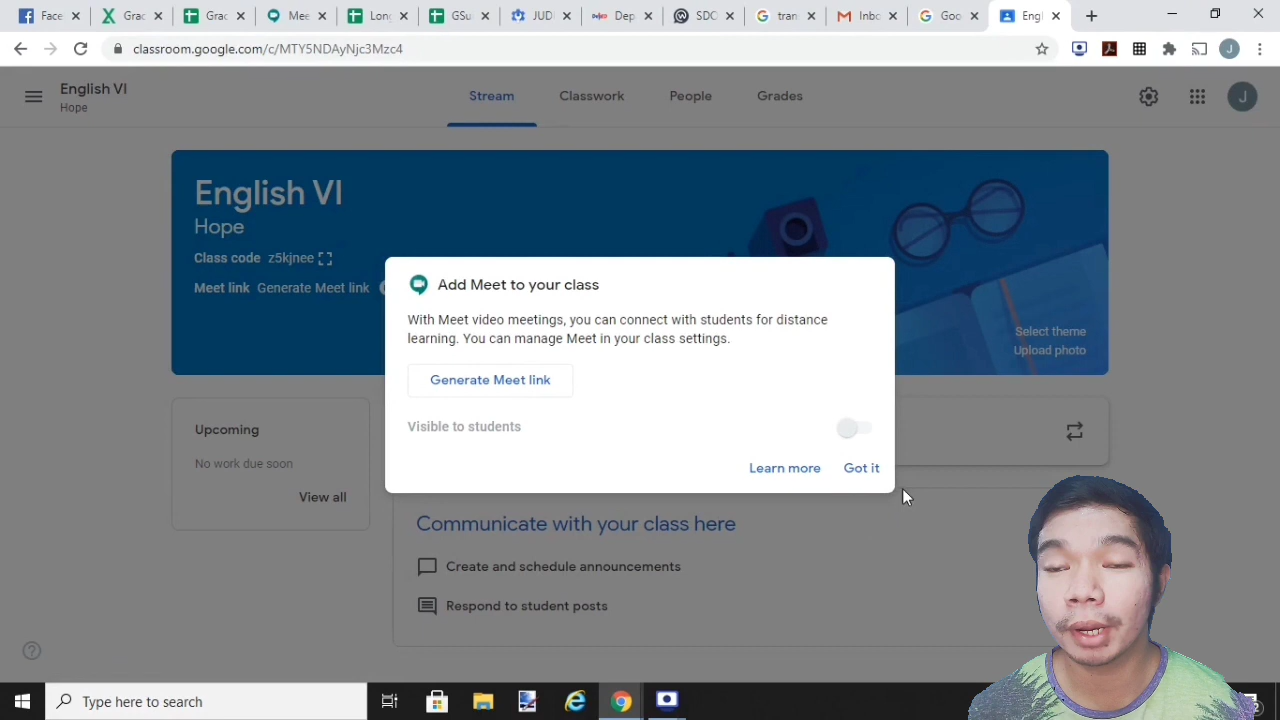 Face
Grac
Grac
Mee
Long
GSu
JUD
Dep
SDC
tran
Inbc
Goo
Engl
classroom.google.com/c/MTY5NDAyNjc3Mzc4
J
English VI
Hope
Stream
Classwork
People
Grades
J
English VI
Hope
Class code z5kjnee
Meet link Generate Meet link
Select theme
Upload photo
Add Meet to your class
With Meet video meetings, you can connect with students for distance
learning. You can manage Meet in your class settings.
Generate Meet link
Visible to students
Learn more
Got it
Upcoming
No work due soon
View all
Communicate with your class here
Create and schedule announcements
Respond to student posts
Type here to search